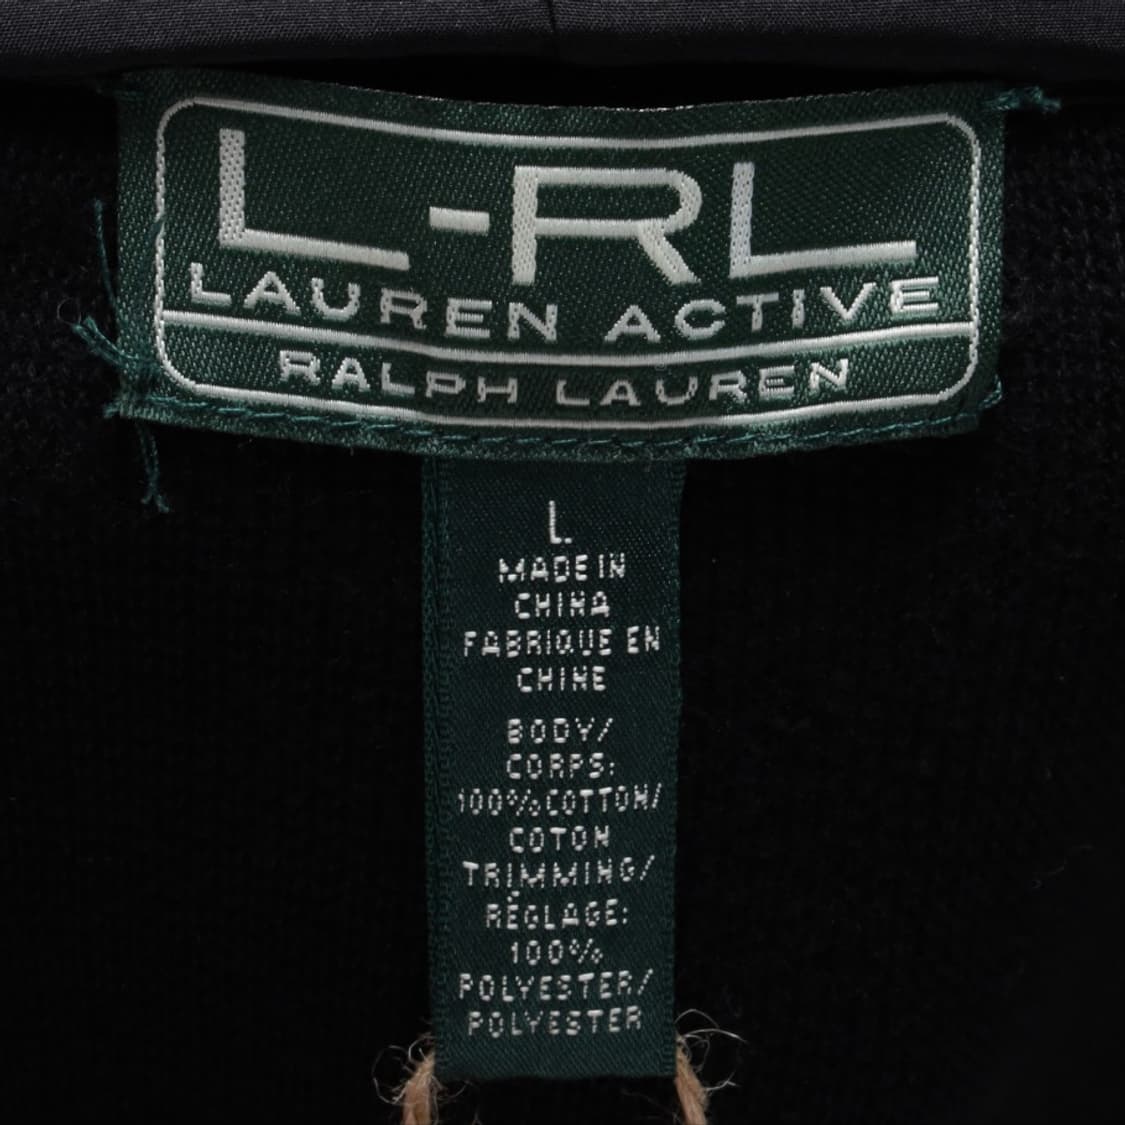 L-RL
LAUREN ACTIVE
RALPH LAUREN
L.
MADE IN
CHINA
FABRIQUE EN
CHINE
BODY/
CORPS:
100% COTTON/
COTON
TRIMMING/
RÉGLAGE:
100%
POLYESTER/
POLYESTER